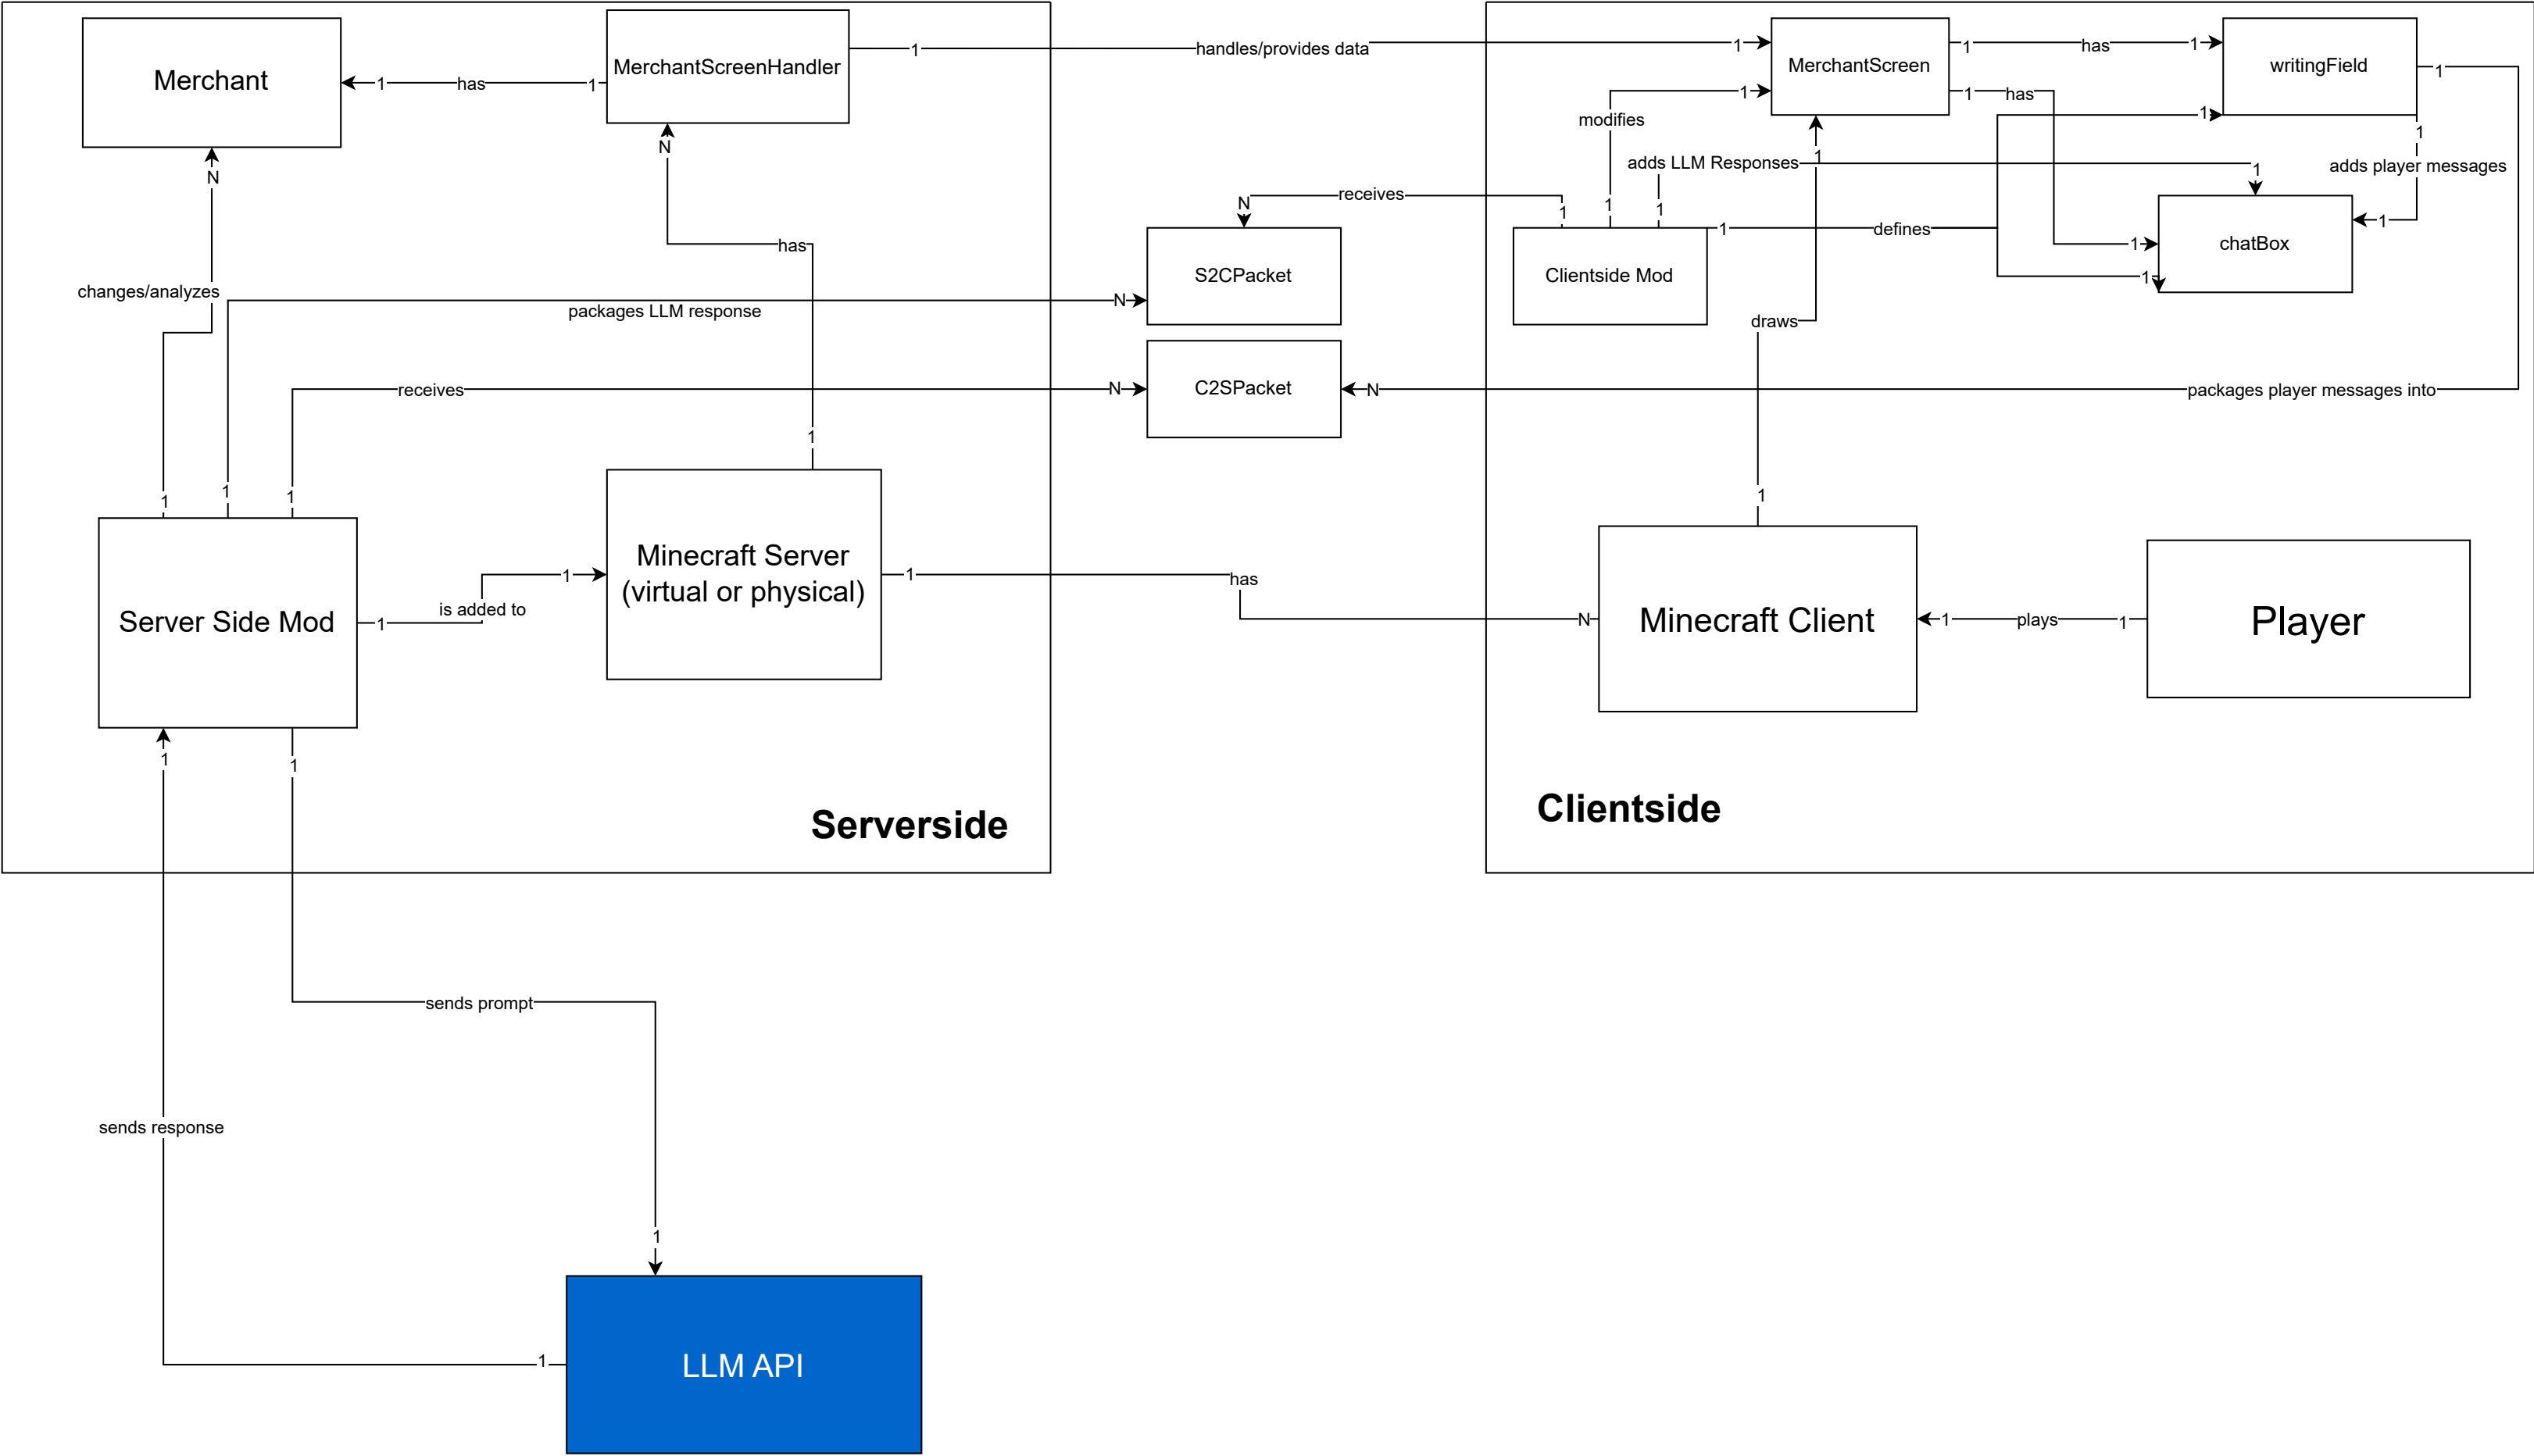 Merchant
1
has
1
MerchantScreenHandler
1
handles/provides data
1
MerchantScreen
1
has
1
writingField
1
1
has
1
modifies
1
1
N
N
adds LLM Responses
1
1
adds player messages
receives
N
1
1
1
1
defines
1
1
1
chatBox
has
S2CPacket
Clientside Mod
changes/analyzes
N
packages LLM response
draws
receives
N
C2SPacket
N
packages player messages into
1
1
1
1
1
Minecraft Server
(virtual or physical)
1
1
has
is added to
Server Side Mod
1
N
Minecraft Client
1
plays
1
Player
1
1
Serverside
Clientside
sends prompt
sends response
1
1
LLM API